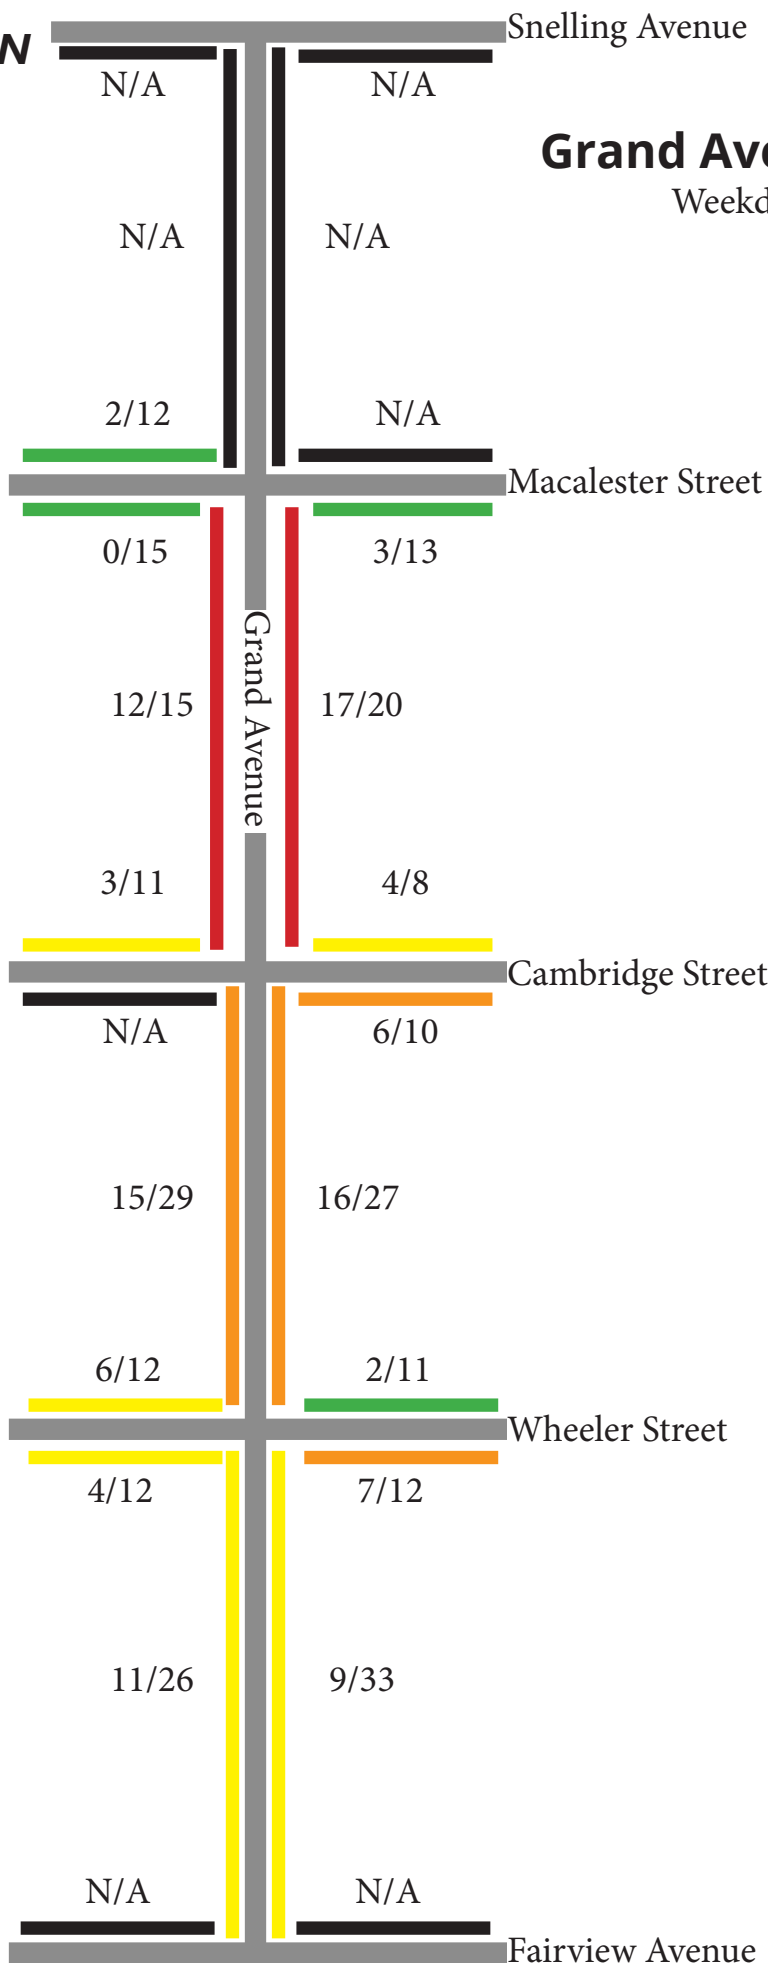 Snelling Avenue
N
N/A N/A
Grand Ave
Weekd
N/A N/A
2/12 N/A
Macalester Street
0/15 3/13
Grand Avenue
12/15 17/20
3/11 4/8
Cambridge Street
N/A 6/10
15/29 16/27
6/12 2/11
Wheeler Street
4/12 7/12
11/26 9/33
N/A N/A
Fairview Avenue